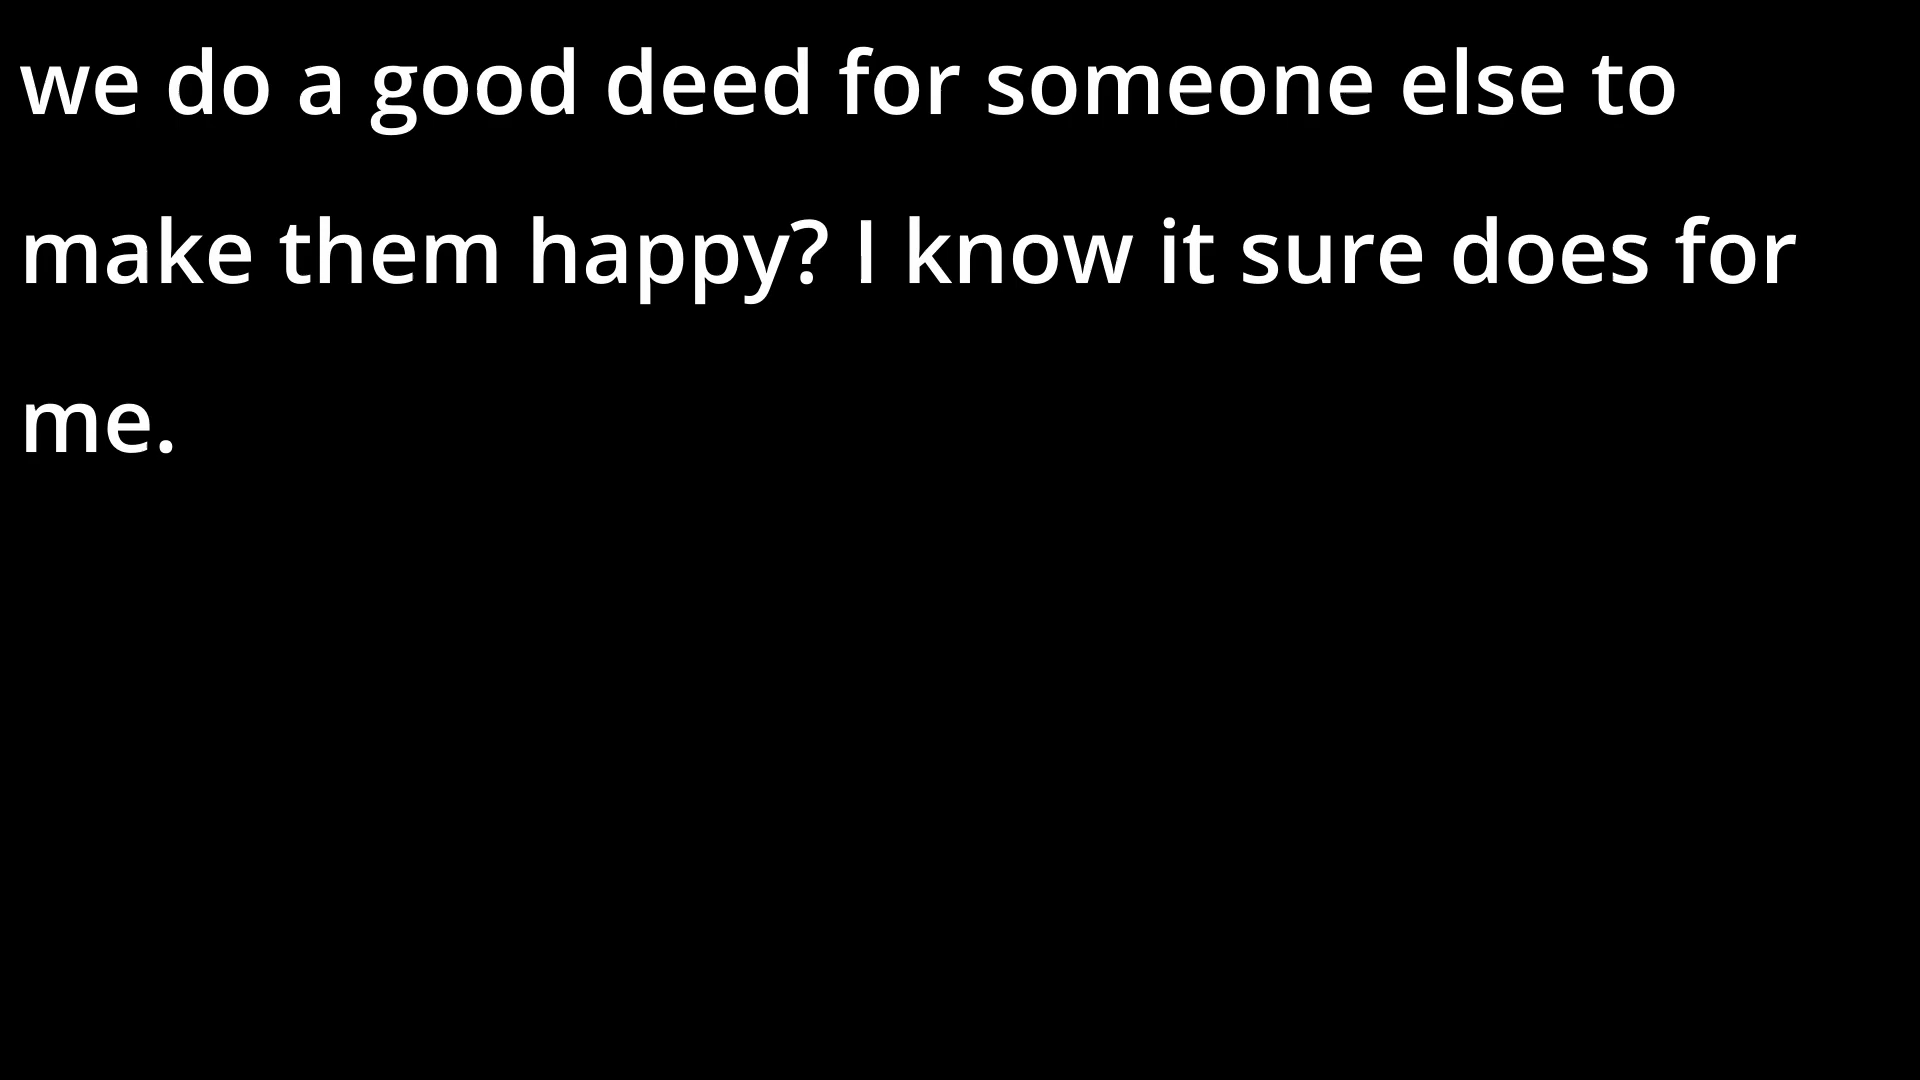 we do a good deed for someone else to
make them happy? I know it sure does for
me.